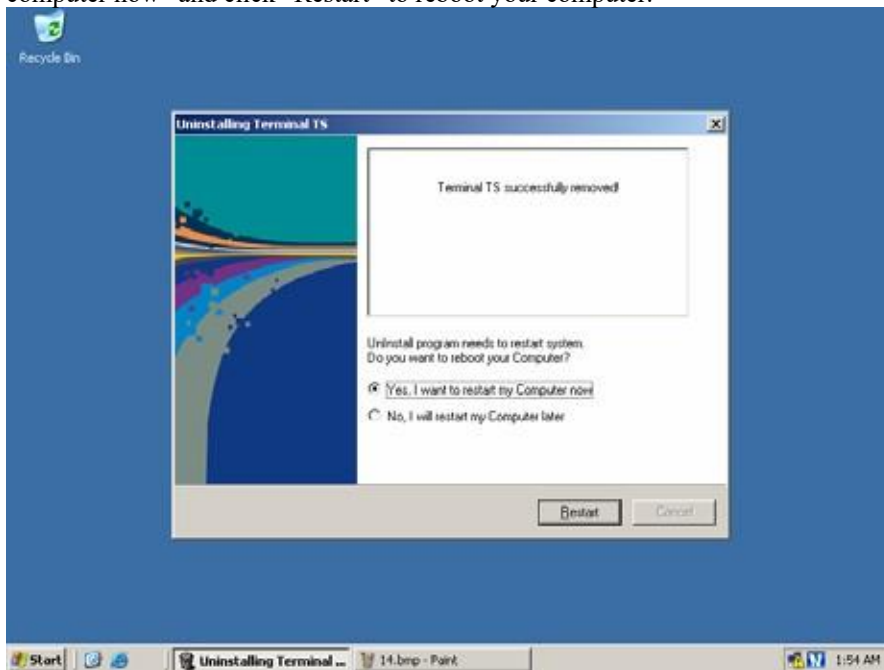 computer now" and click "Restart" to reboot your computer.
Recycle Bin
Uninstalling Terminal TS
Terminal TS successfully removed!
Uninstall program needs to restart system.
Do you want to reboot your Computer?
Yes, I want to restart my Computer now
No, I will restart my Computer later
Restart
Cancel
Start
Uninstalling Terminal ...
14.bmp - Paint
1:54 AM